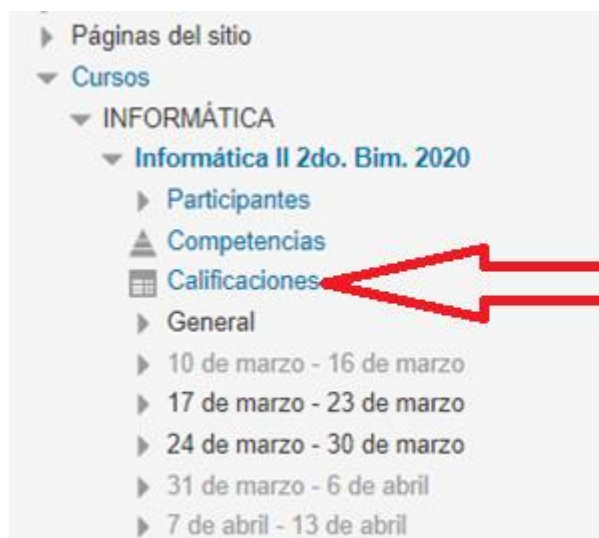 Páginas del sitio
Cursos
INFORMÁTICA
Informática II 2do. Bim. 2020
Participantes
Competencias
Calificaciones
General
10 de marzo - 16 de marzo
17 de marzo - 23 de marzo
24 de marzo - 30 de marzo
31 de marzo - 6 de abril
7 de abril - 13 de abril